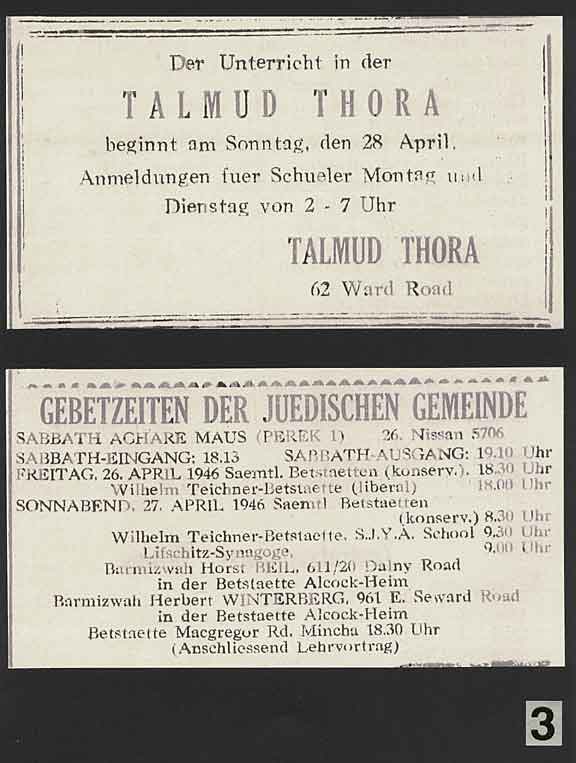 Der Unterricht in der
TALMUD THORA
beginnt am Sonntag, den 28 April.
Anmeldungen fuer Schueler Montag und
Dienstag von 2 - 7 Uhr
TALMUD THORA
62 Ward Road
GEBETZEITEN DER JUEDISCHEN GEMEINDE
SABBATH ACHARE MAUS (PEREK 1) 26. Nissan 5706
SABBATH-EINGANG: 18.13 SABBATH-AUSGANG: 19.10 Uhr
FREITAG, 26. APRIL 1946 Saemtl. Betstaetten (konserv.). 18.30 Uhr
Wilhelm Teichner-Betstaette (liberal) 18.00 Uhr
SONNABEND, 27. APRIL 1946 Saemtl Betstaetten
(konserv.) 8.30 Uhr
Wilhelm Teichner-Betstaette, S.J.Y.A. School 9.30 Uhr
Lifschitz-Synagoge, 9.00 Uhr
Barmizwah Horst BEIL, 611/20 Dalny Road
in der Betstaette Alcock-Heim
Barmizwah Herbert WINTERBERG, 961 E. Seward Road
in der Betstaette Alcock-Heim
Betstaette Macgregor Rd. Mincha 18.30 Uhr
(Anschliessend Lehrvortrag)
3